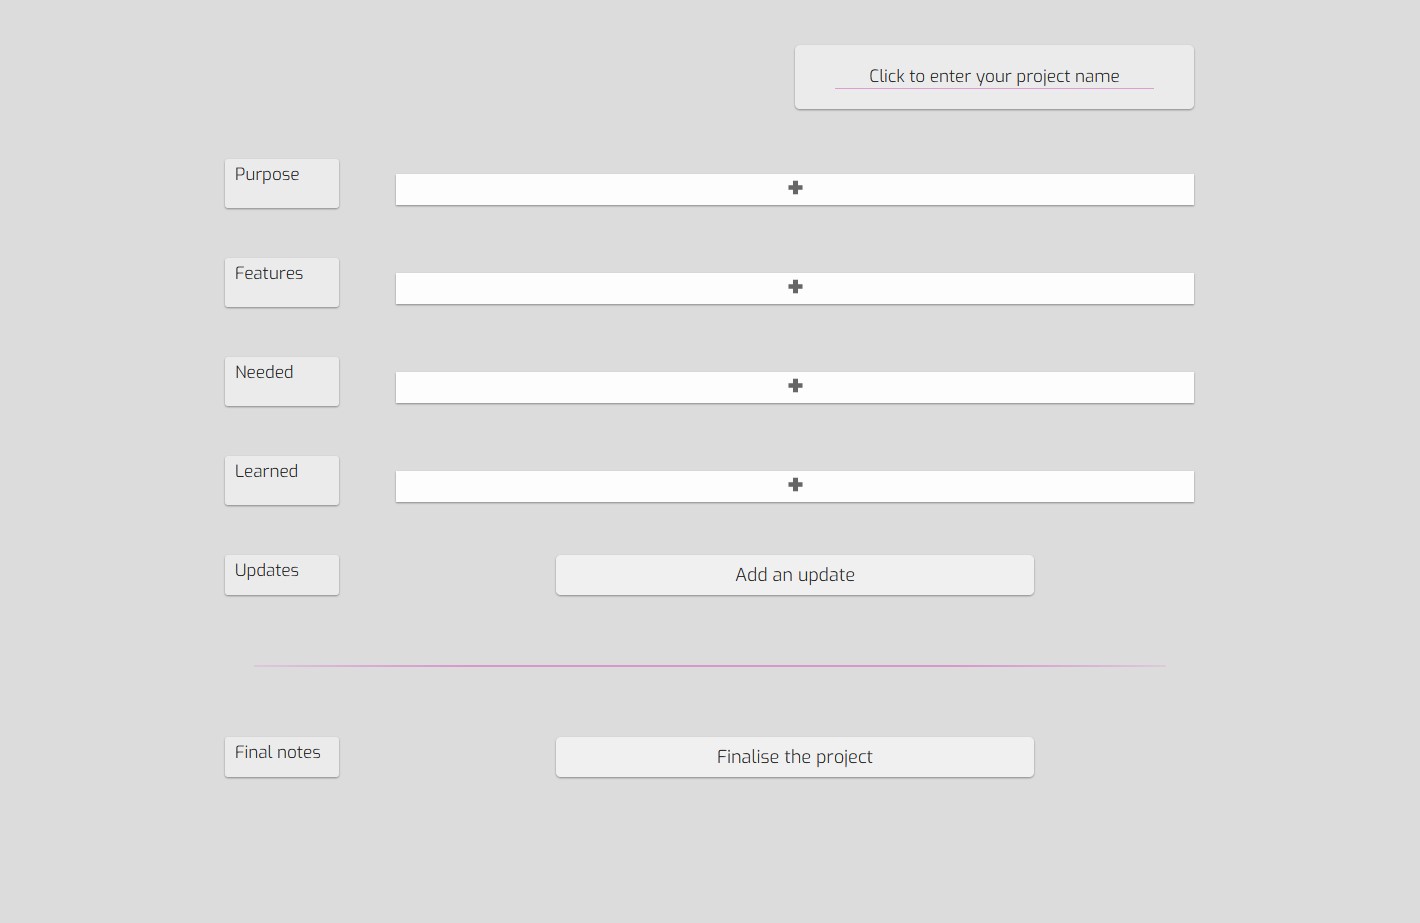 Click to enter your project name
Purpose
Features
Needed
Learned
Updates
Add an update
Final notes
Finalise the project